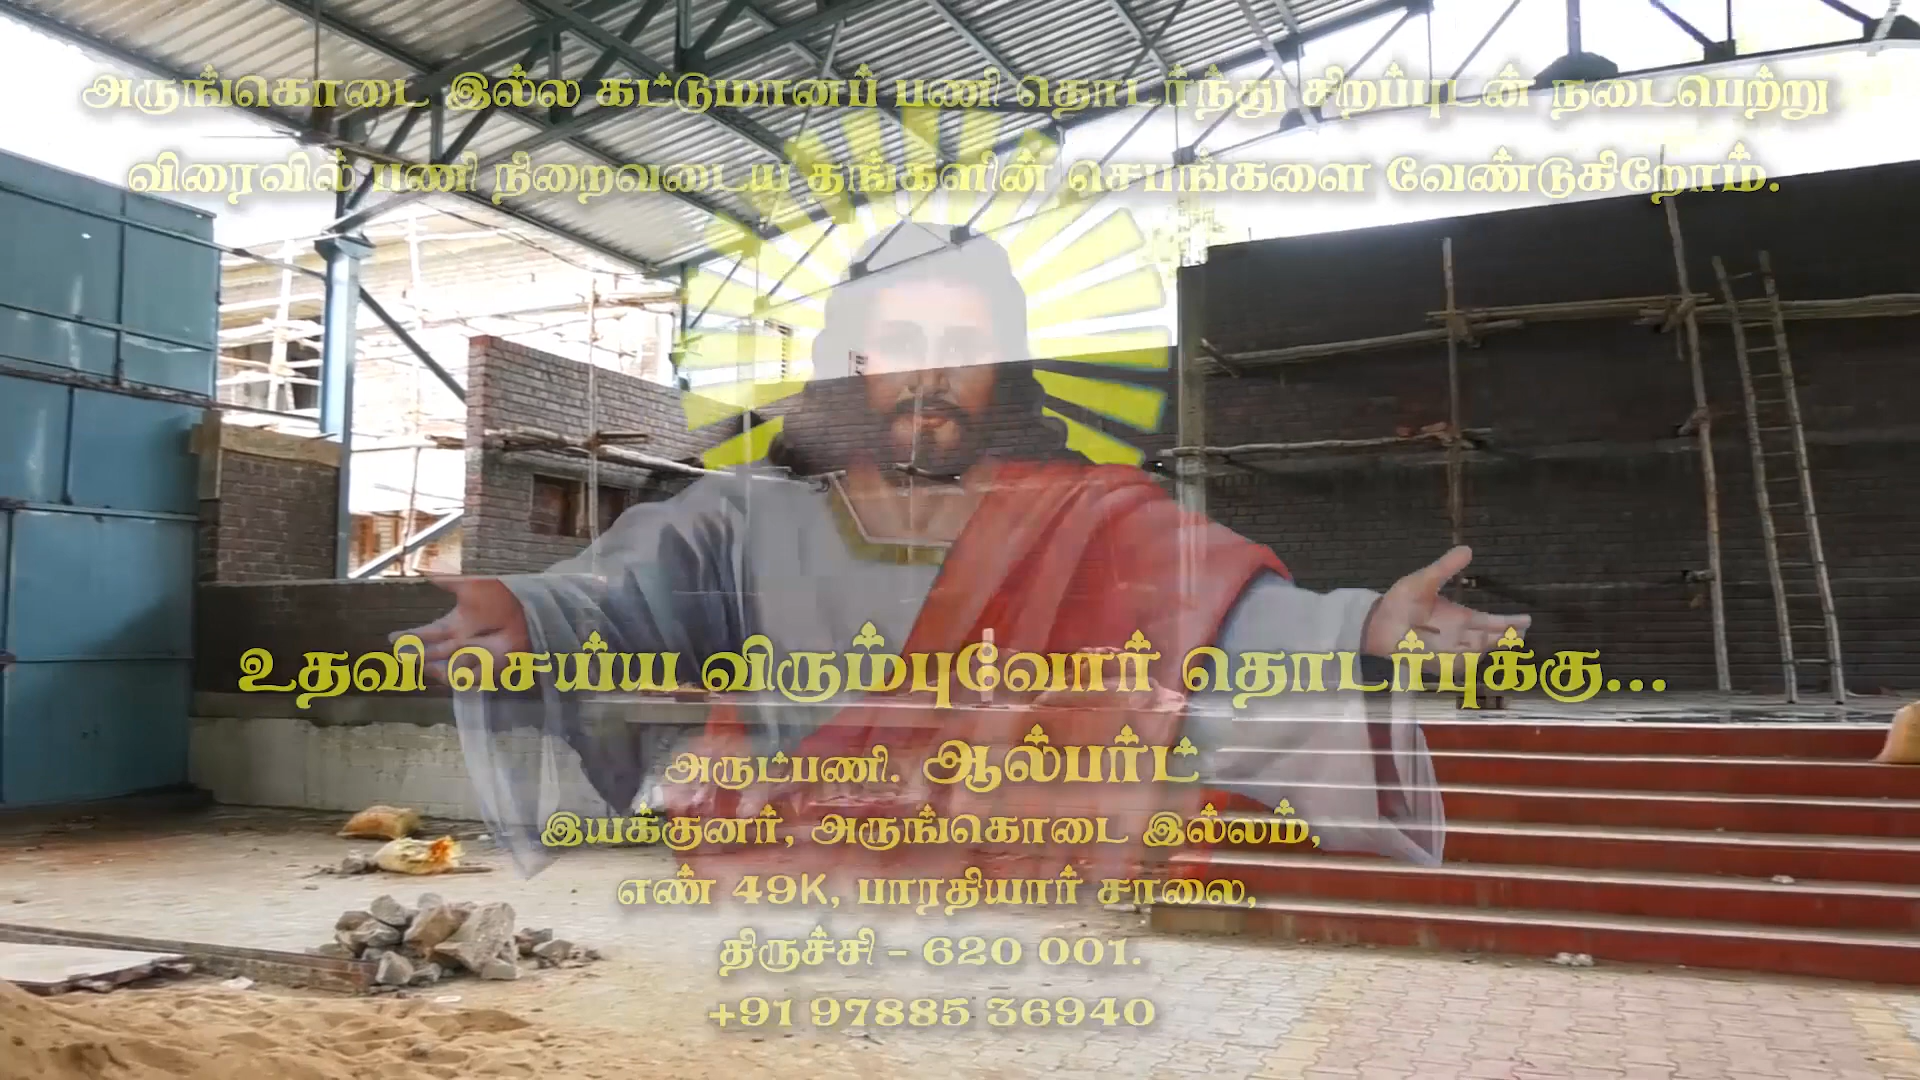 அருங்கொடை இல்ல கட்டுமானப் பணி தொடர்ந்து சிறப்புடன் நடைபெற்று
விரைவில் பணி நிறைவடைய தங்களின் செபங்களை வேண்டுகிறோம்.
உதவி செய்ய விரும்புவோர் தொடர்புக்கு...
அருட்பணி. ஆல்பர்ட்
இயக்குனர், அருங்கொடை இல்லம்,
எண் 49K, பாரதியார் சாலை,
திருச்சி - 620 001.
+91 97885 36940